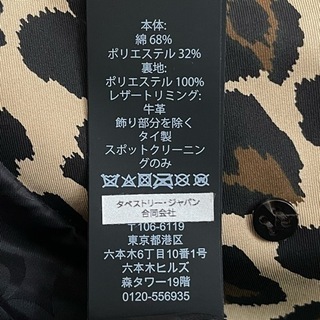 本体:
綿 68%
ポリエステル 32%
裏地:
ポリエステル 100%
レザートリミング:
牛革
飾り部分を除く
タイ製
スポットクリーニン
グのみ
タペストリー・ジャパン
合同会社
〒106-6119
東京都港区
六本木6丁目10番1号
六本木ヒルズ
森タワー19階
0120-556935